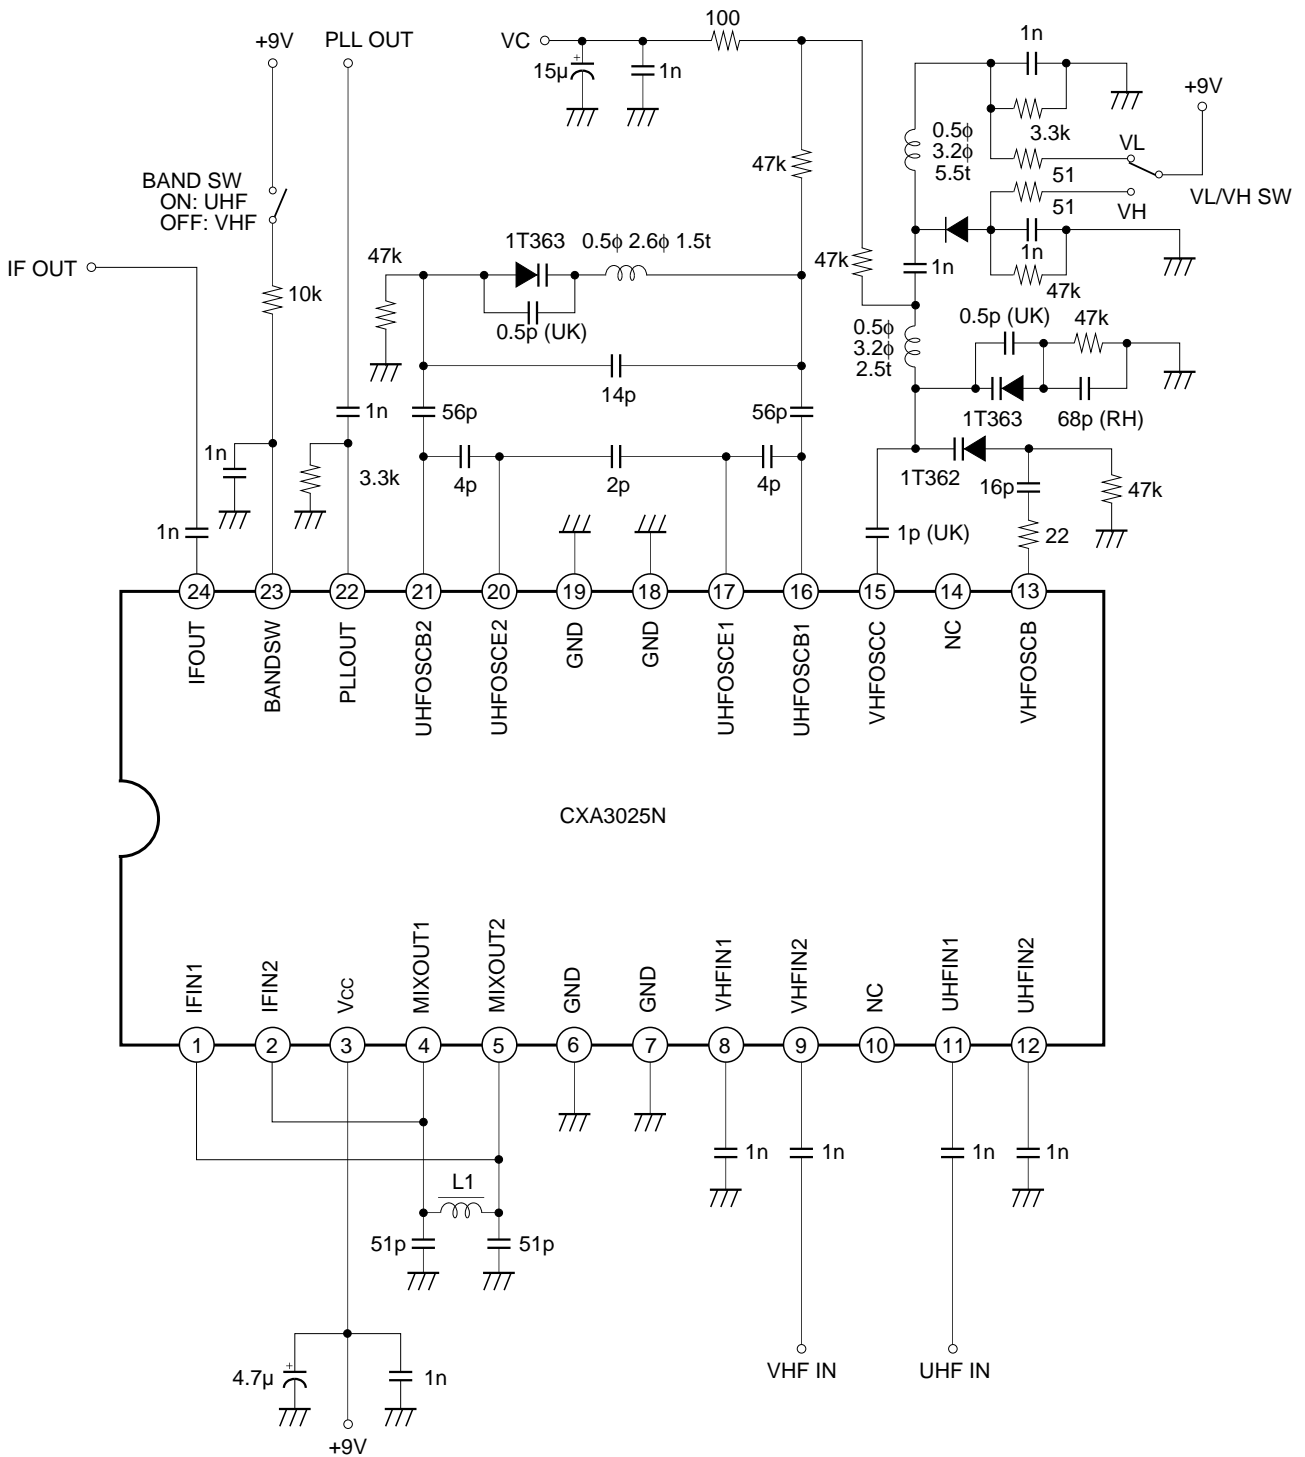 100
+9V
PLL OUT
VC
15µ
+
1n
1n
+9V
0.5ϕ
3.2ϕ
5.5t
3.3k
VL
51
51
VH
VL/VH SW
47k
BAND SW
ON: UHF
OFF: VHF
1T363
0.5ϕ 2.6ϕ 1.5t
IF OUT
47k
47k
1n
1n
47k
10k
0.5p (UK)
0.5p (UK)
47k
0.5ϕ
3.2ϕ
2.5t
14p
1n
56p
56p
1T363
68p (RH)
1n
3.3k
4p
2p
4p
1T362
16p
47k
1n
1p (UK)
22
24
23
22
21
20
19
18
17
16
15
14
13
IFOUT
BANDSW
PLLOUT
UHFOSCB2
UHFOSCE2
GND
GND
UHFOSCE1
UHFOSCB1
VHFOSCC
NC
VHFOSCB
CXA3025N
IFIN1
IFIN2
VCC
MIXOUT1
MIXOUT2
GND
GND
VHFIN1
VHFIN2
NC
UHFIN1
UHFIN2
1
2
3
4
5
6
7
8
9
10
11
12
1n
1n
1n
1n
L1
51p
51p
+
4.7µ
1n
VHF IN
UHF IN
+9V